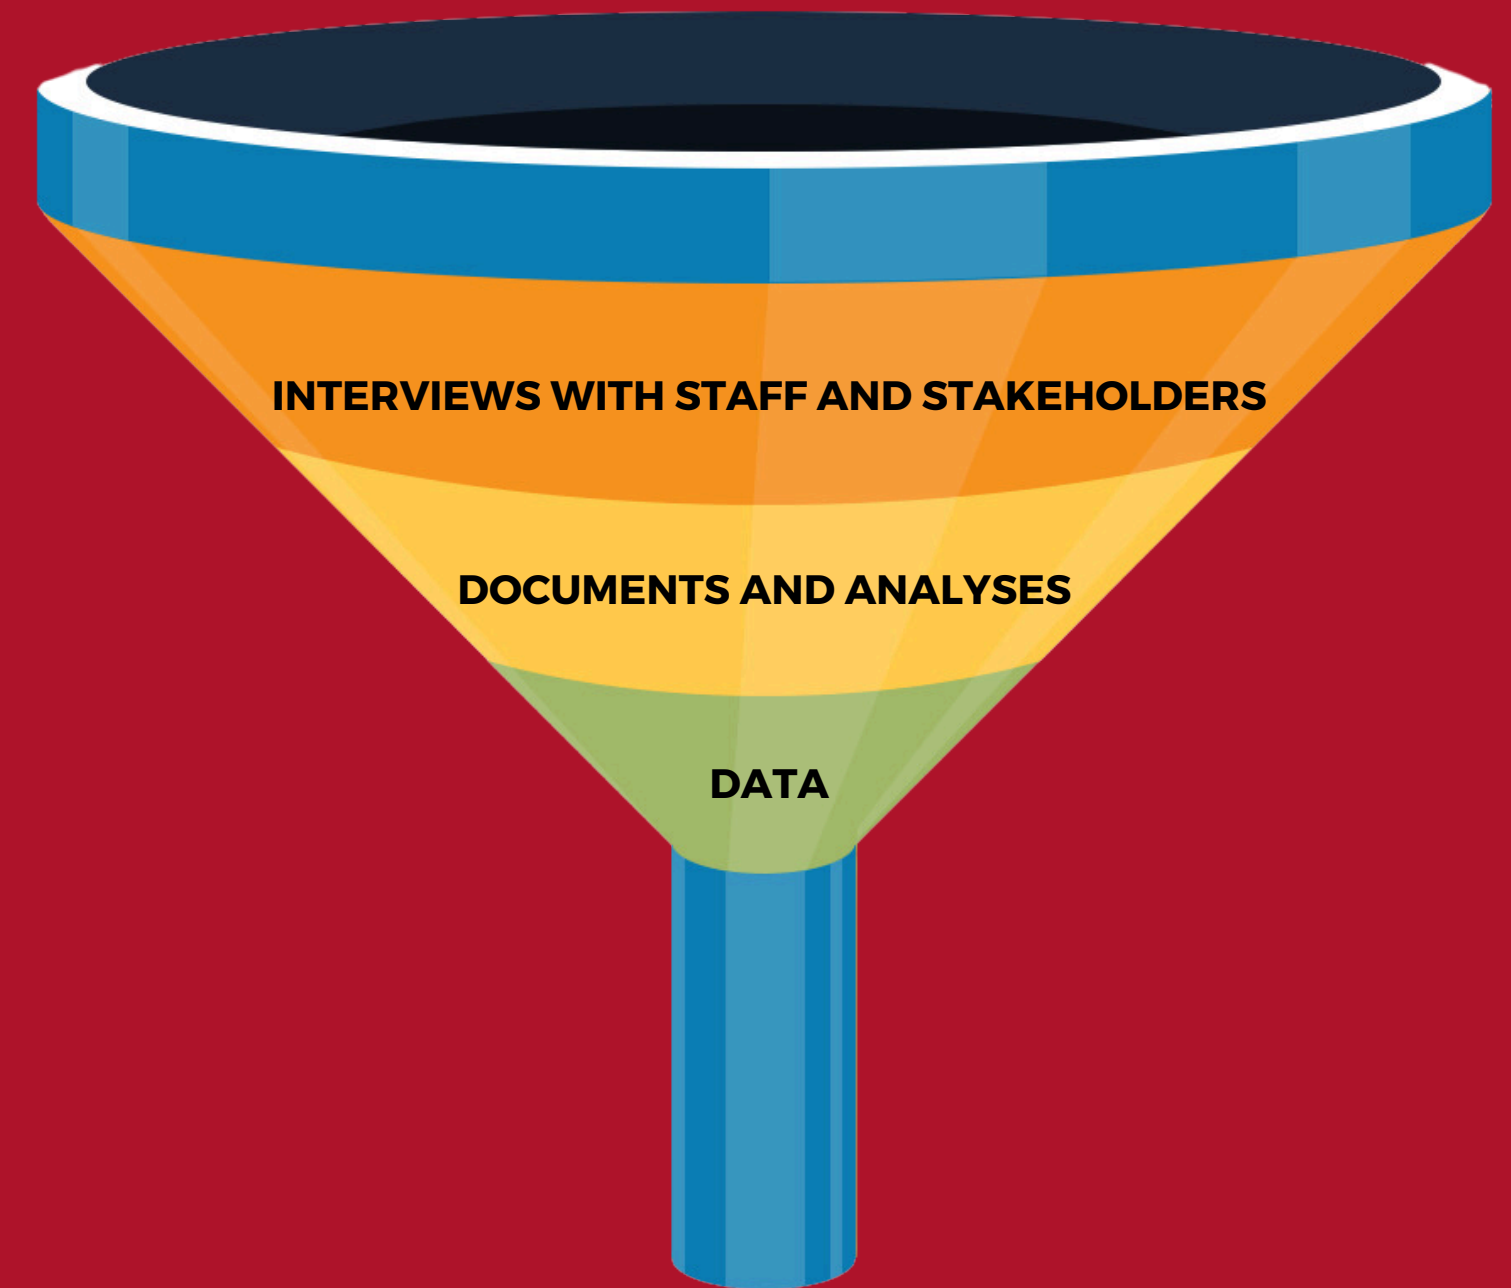 INTERVIEWS WITH STAFF AND STAKEHOLDERS
DOCUMENTS AND ANALYSES
DATA